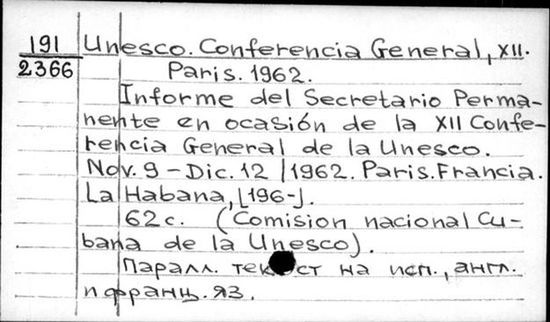 191 Unesco. Conferencia General, XII.
2366 Paris. 1962.
Informe del Secretario Perma-
nente en ocasión de la XII Confe-
rencia General de la Unesco.
Nov. 9 - Dic. 12 / 1962. Paris. Francia.
La Habana, [196-].
62 c. (Comision nacional Cu-
bana de la Unesco).
Паралл. текст на исп., англ.
и франц. яз.